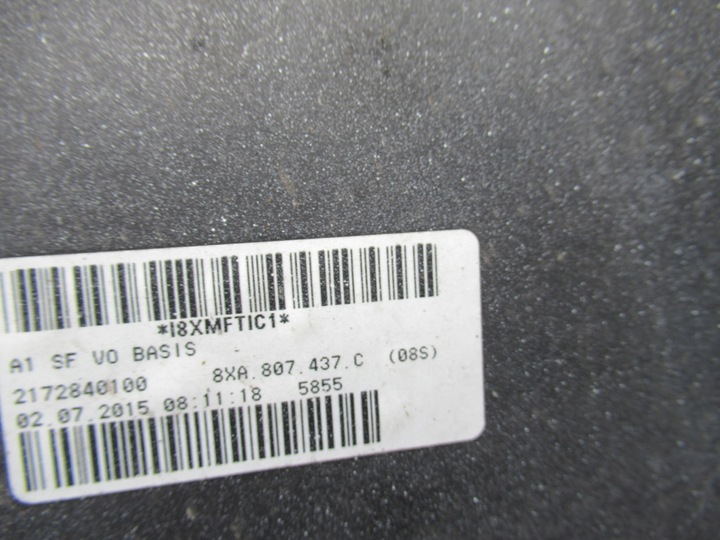 *I8XMFTIC1*
A1 SF VO BASIS
2172840100 8XA.807.437.C (08S)
02.07.2015 08:11:18 5855